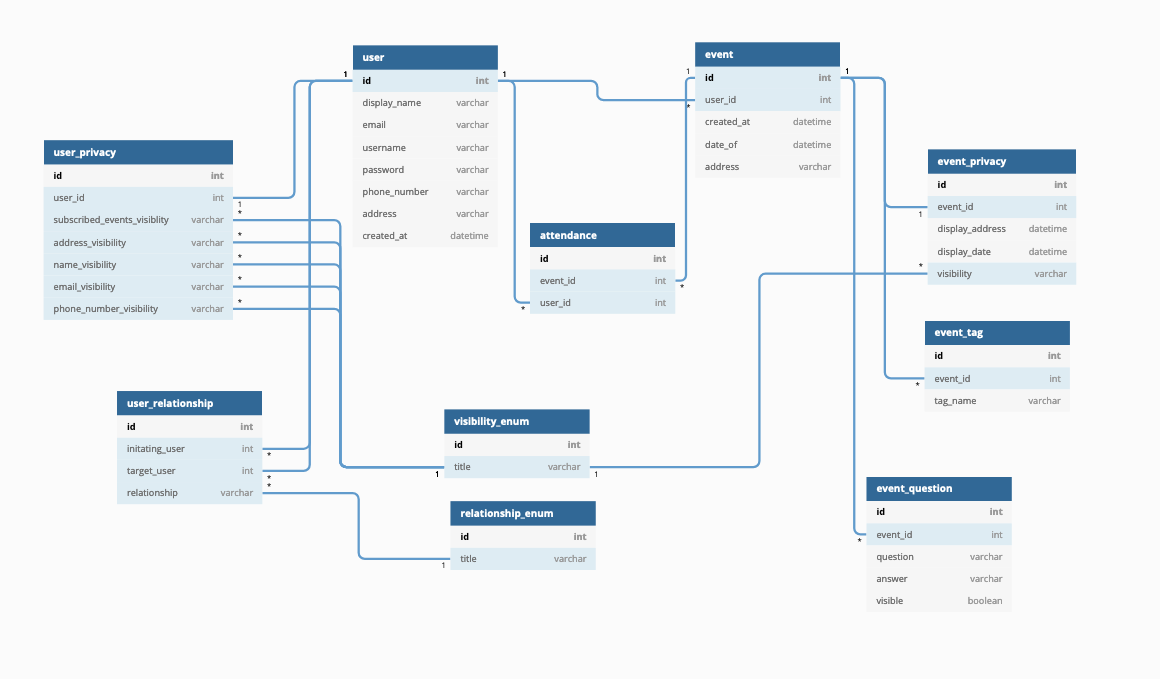 user
id int
display_name varchar
email varchar
username varchar
password varchar
phone_number varchar
address varchar
created_at datetime
1
1
event
id int
user_id int
created_at datetime
date_of datetime
address varchar
1
*
1
user_privacy
id int
user_id int
subscribed_events_visiblity varchar
address_visibility varchar
name_visibility varchar
email_visibility varchar
phone_number_visibility varchar
1
*
*
*
*
*
event_privacy
id int
event_id int
display_address datetime
display_date datetime
visibility varchar
1
*
attendance
id int
event_id int
user_id int
*
*
event_tag
id int
event_id int
tag_name varchar
*
user_relationship
id int
initating_user int
target_user int
relationship varchar
*
*
*
visibility_enum
id int
title varchar
1
1
relationship_enum
id int
title varchar
1
event_question
id int
event_id int
question varchar
answer varchar
visible boolean
*